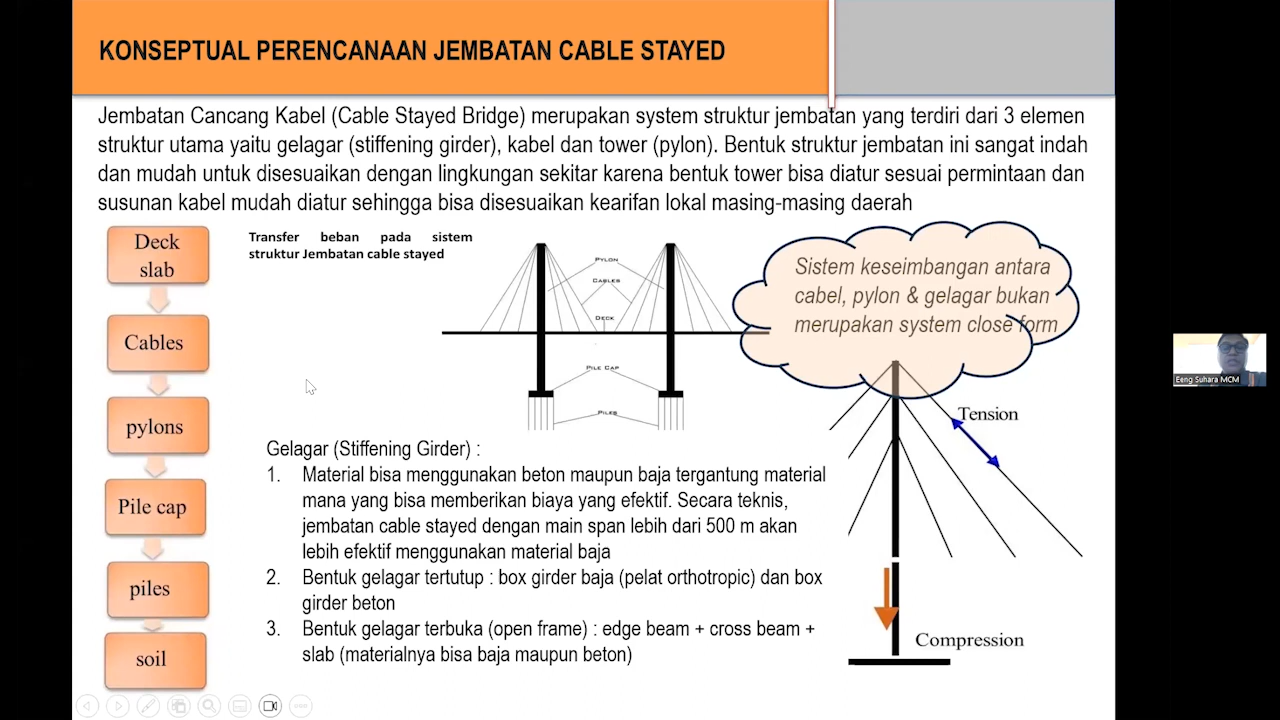 KONSEPTUAL PERENCANAAN JEMBATAN CABLE STAYED
Jembatan Cancang Kabel (Cable Stayed Bridge) merupakan system struktur jembatan yang terdiri dari 3 elemen
struktur utama yaitu gelagar (stiffening girder), kabel dan tower (pylon). Bentuk struktur jembatan ini sangat indah
dan mudah untuk disesuaikan dengan lingkungan sekitar karena bentuk tower bisa diatur sesuai permintaan dan
susunan kabel mudah diatur sehingga bisa disesuaikan kearifan lokal masing-masing daerah
Deck
slab
Cables
pylons
Pile cap
piles
soil
Transfer beban pada sistem
struktur Jembatan cable stayed
PYLON
CABLES
DECK
PILE CAP
PILES
Sistem keseimbangan antara
cabel, pylon & gelagar bukan
merupakan system close form
Tension
Compression
Gelagar (Stiffening Girder) :
1. Material bisa menggunakan beton maupun baja tergantung material
mana yang bisa memberikan biaya yang efektif. Secara teknis,
jembatan cable stayed dengan main span lebih dari 500 m akan
lebih efektif menggunakan material baja
2. Bentuk gelagar tertutup : box girder baja (pelat orthotropic) dan box
girder beton
3. Bentuk gelagar terbuka (open frame) : edge beam + cross beam +
slab (materialnya bisa baja maupun beton)
Eeng Suhara MCM